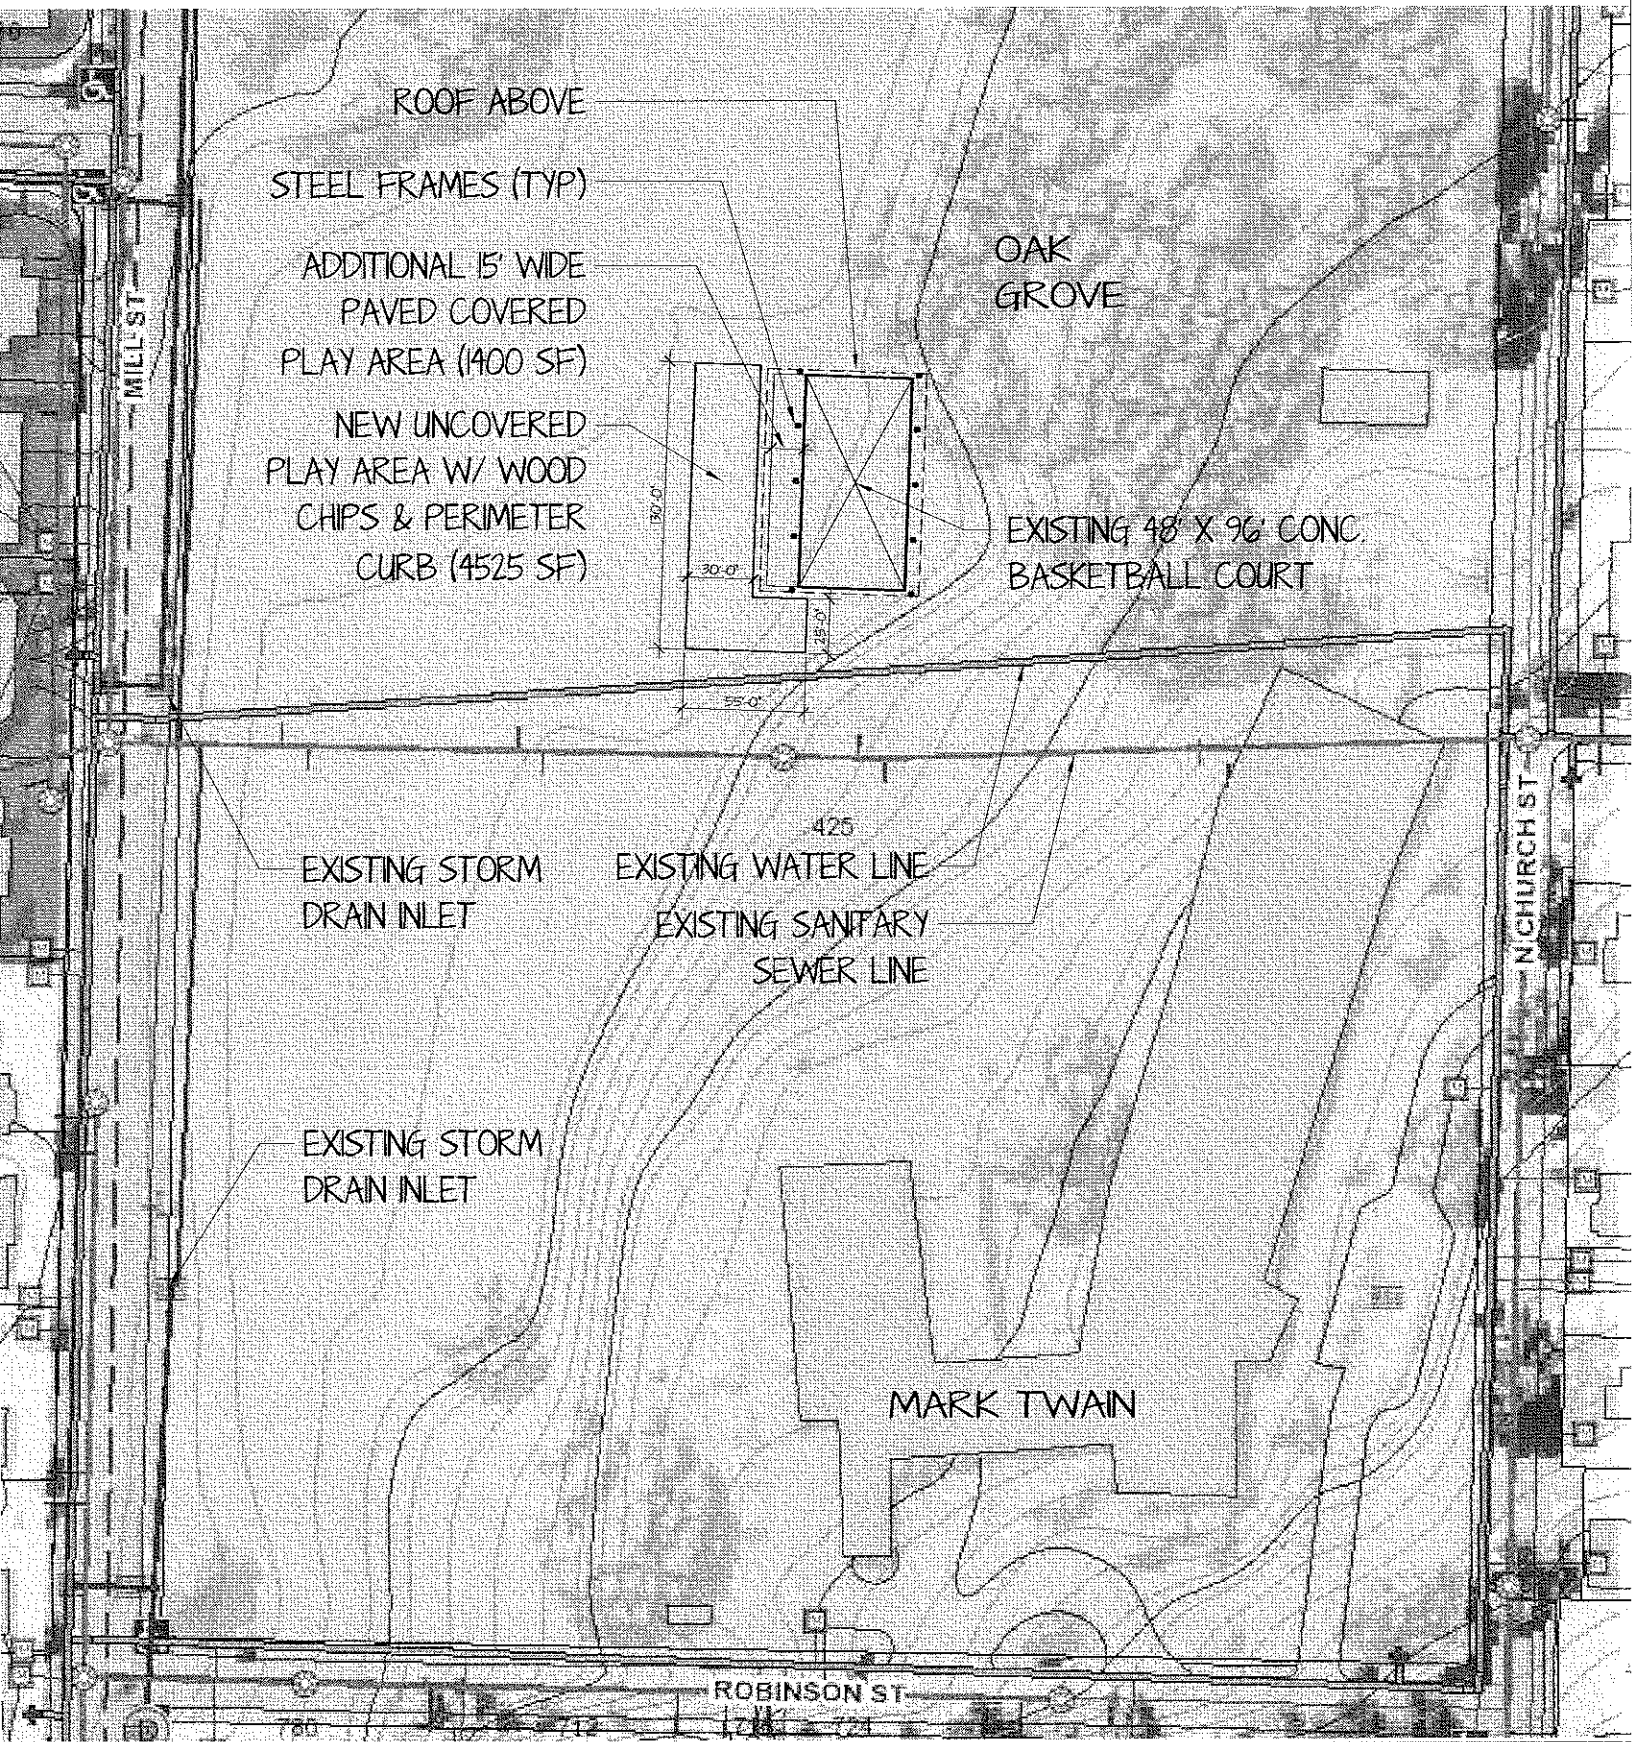 ROOF ABOVE
STEEL FRAMES (TYP)
ADDITIONAL 15' WIDE
PAVED COVERED
PLAY AREA (1400 SF)
NEW UNCOVERED
PLAY AREA W/ WOOD
CHIPS & PERIMETER
CURB (4525 SF)
OAK
GROVE
MILL ST
130'-0"
30'-0"
25'-0"
55'-0"
EXISTING 48' X 96' CONC.
BASKETBALL COURT
425
EXISTING WATER LINE
EXISTING SANITARY
SEWER LINE
EXISTING STORM
DRAIN INLET
N CHURCH ST
EXISTING STORM
DRAIN INLET
MARK TWAIN
ROBINSON ST
780
712